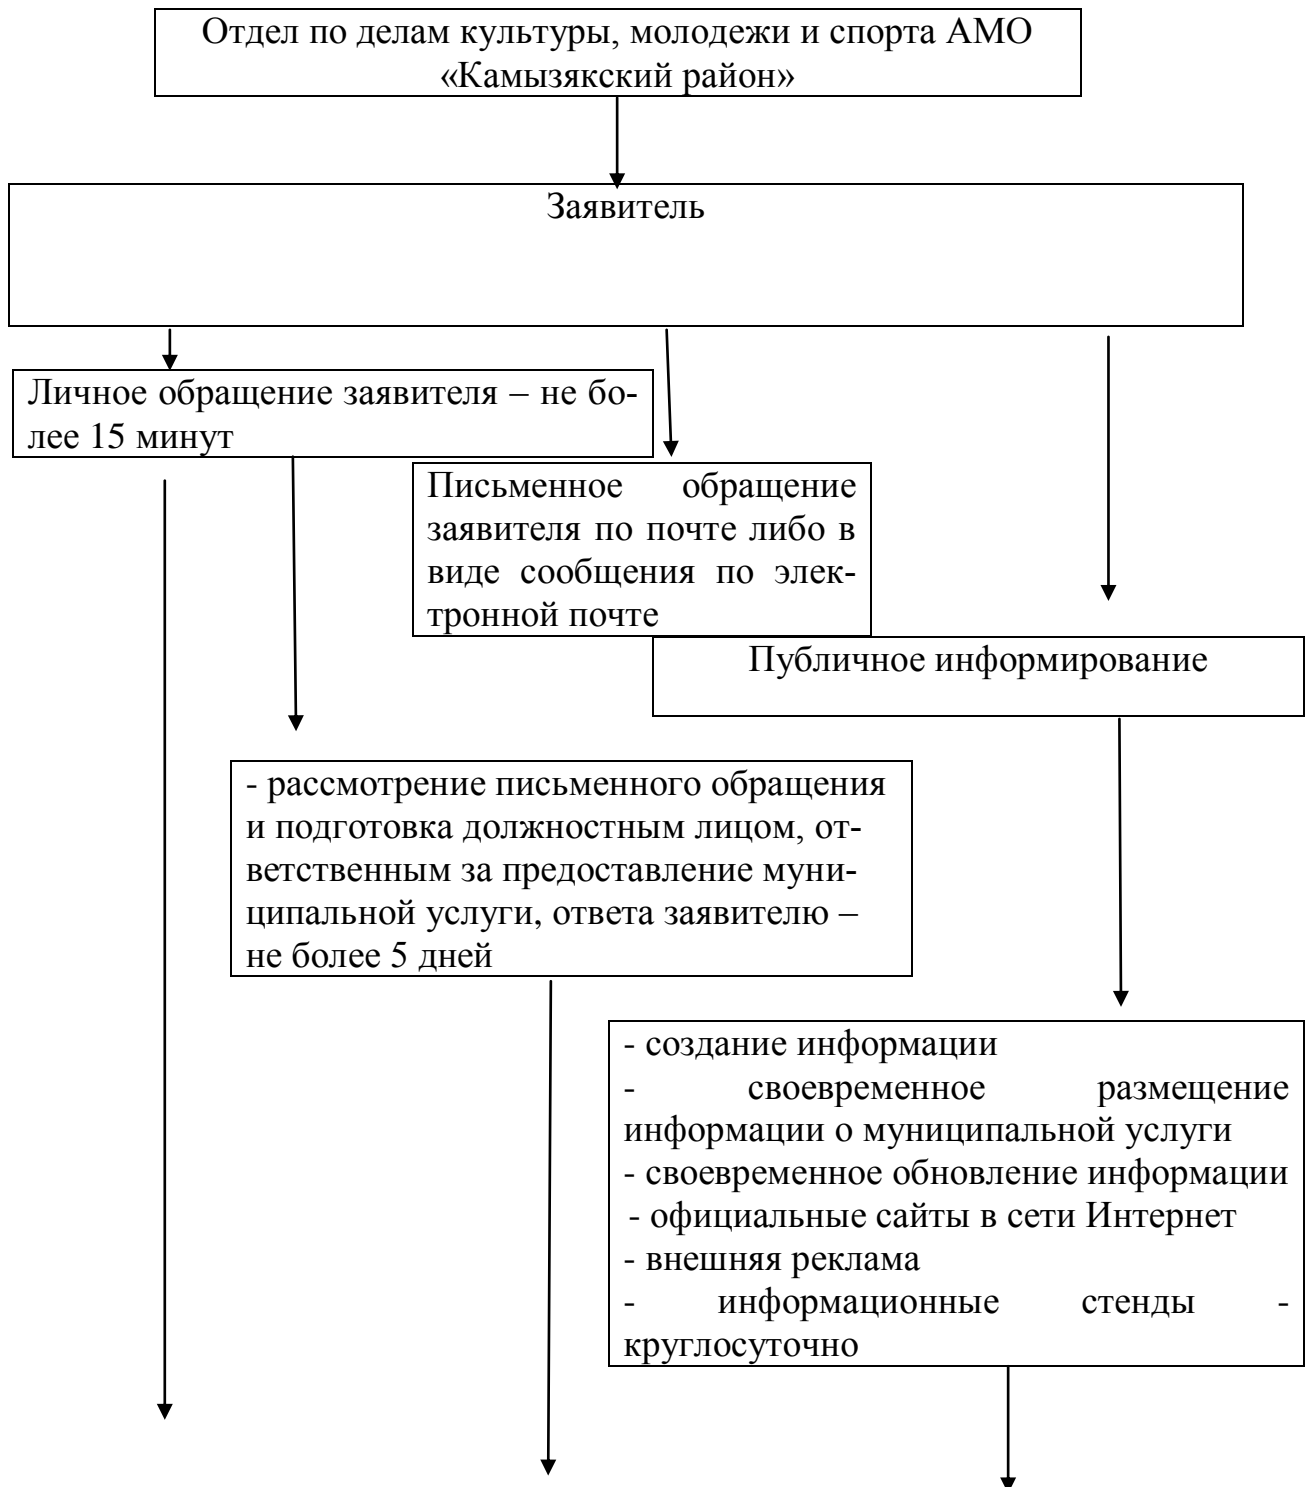 Отдел по делам культуры, молодежи и спорта АМО
«Камызякский район»
Заявитель
Личное обращение заявителя – не бо-
лее 15 минут
Письменное обращение
заявителя по почте либо в
виде сообщения по элек-
тронной почте
Публичное информирование
- рассмотрение письменного обращения
и подготовка должностным лицом, от-
ветственным за предоставление муни-
ципальной услуги, ответа заявителю –
не более 5 дней
- создание информации
- своевременное размещение
информации о муниципальной услуги
- своевременное обновление информации
- официальные сайты в сети Интернет
- внешняя реклама
- информационные стенды -
круглосуточно